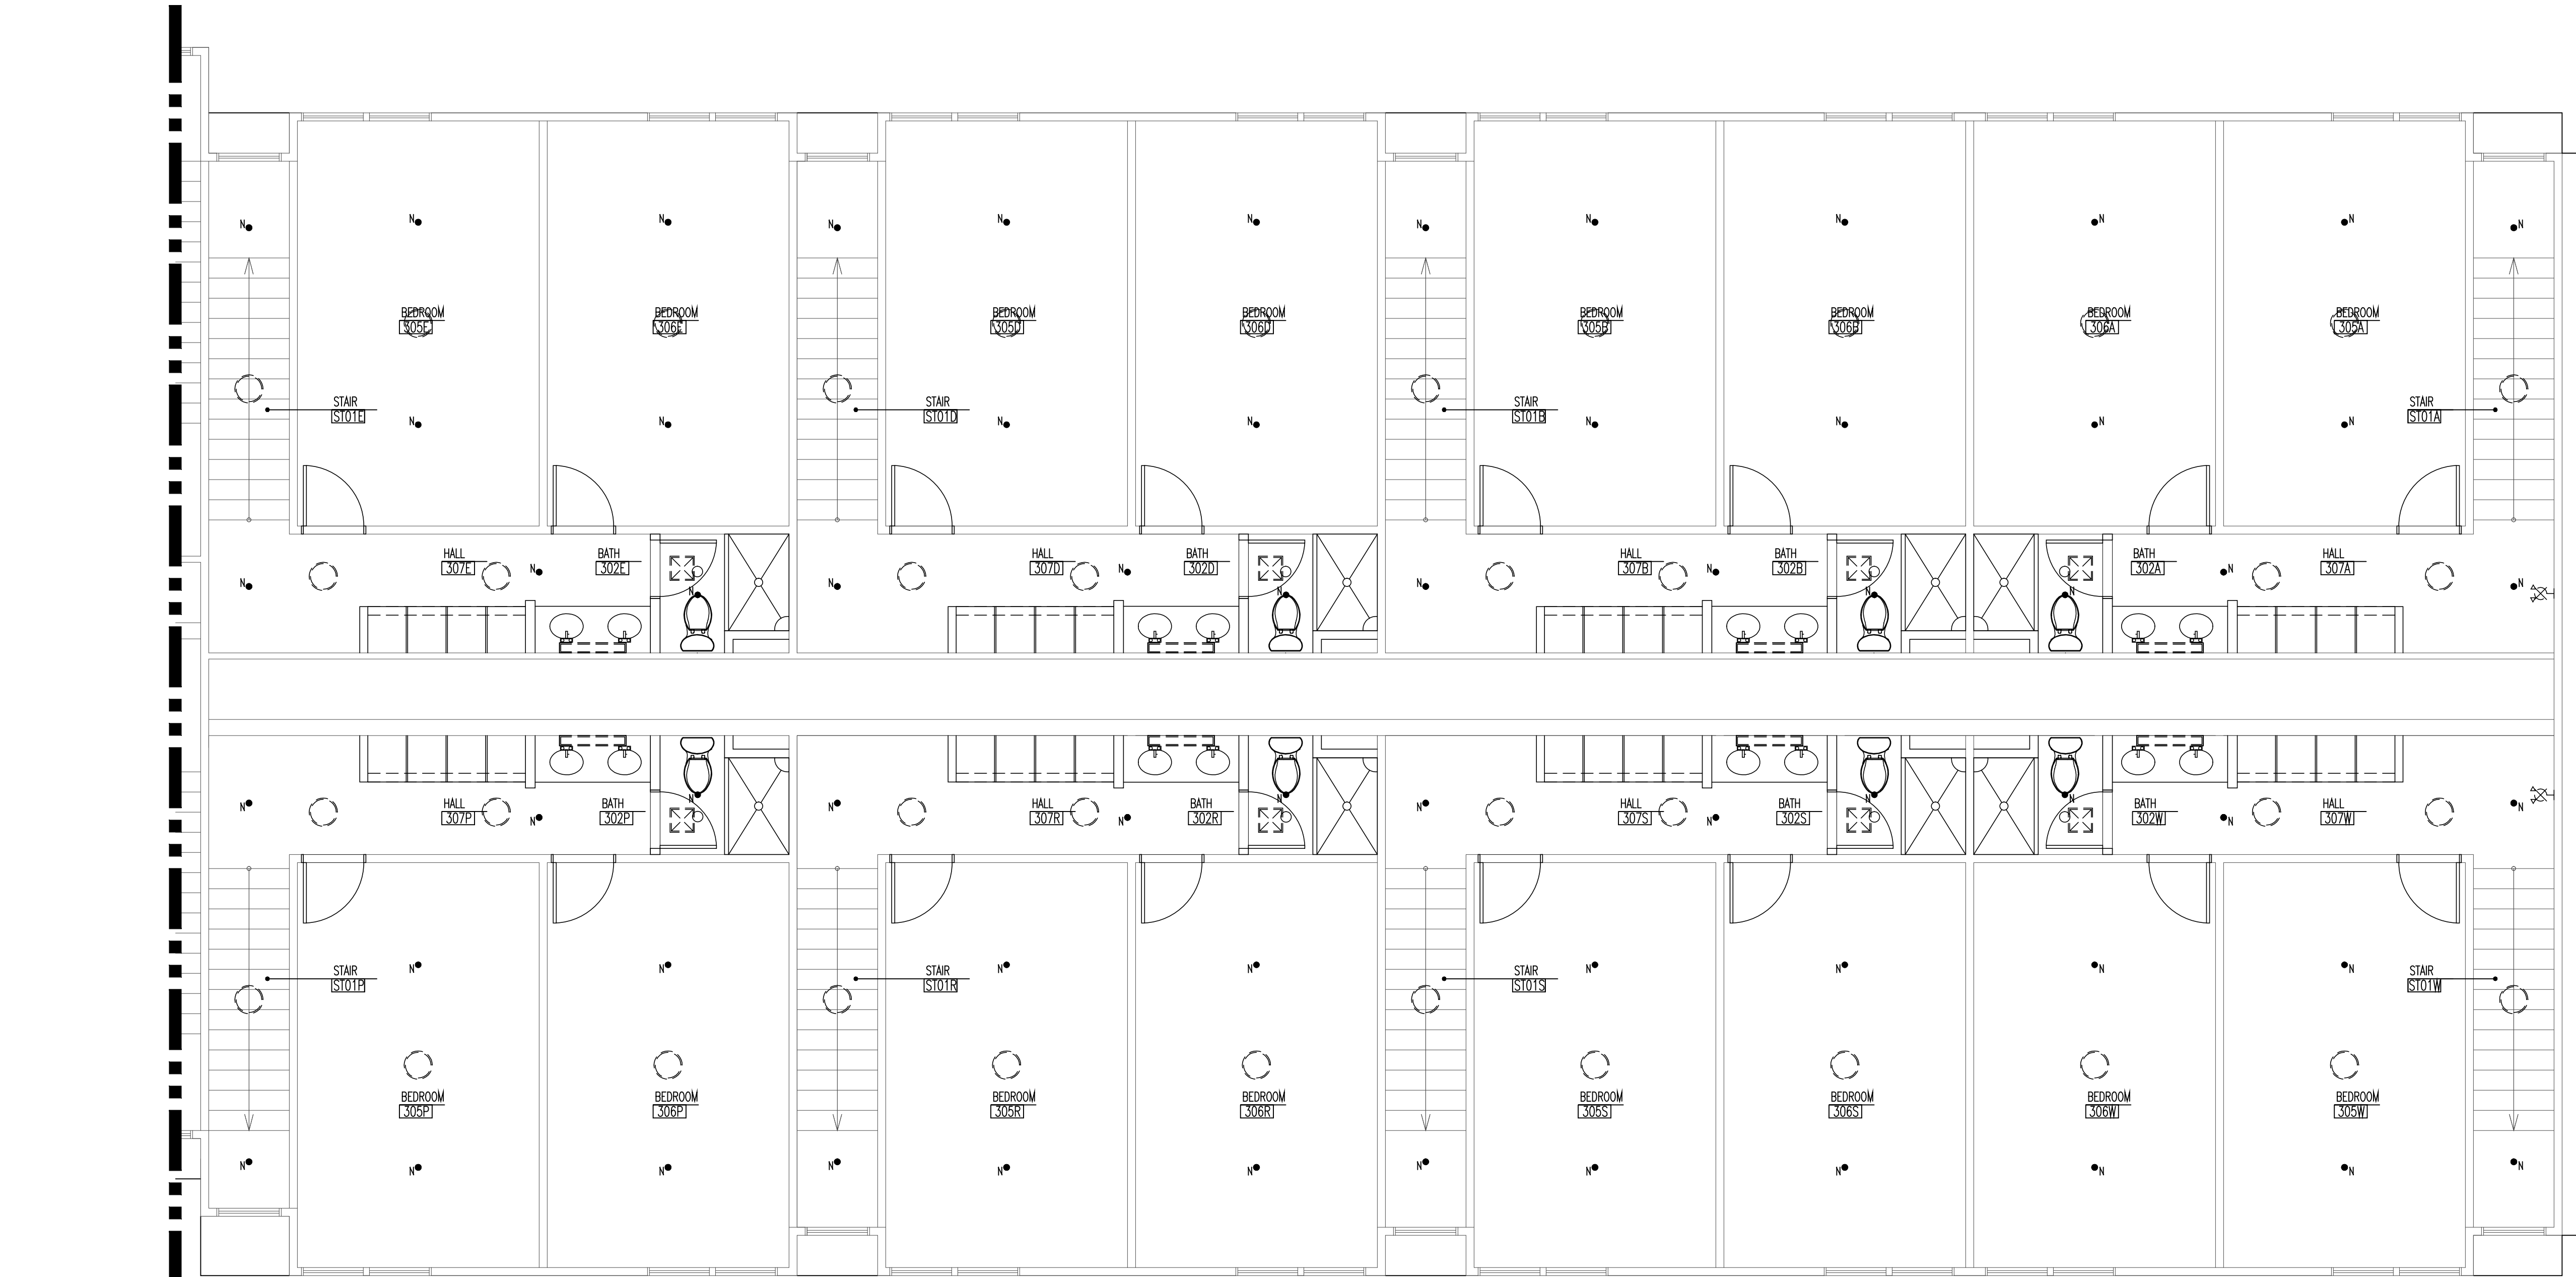 N N N N N N N N N N N N
BEDROOM BEDROOM BEDROOM BEDROOM BEDROOM BEDROOM BEDROOM BEDROOM
305E 306E 305D 306D 305B 306B 306A 305A
STAIR STAIR STAIR STAIR
ST01E ST01D ST01B ST01A
N N N N N N N N
HALL BATH HALL BATH HALL BATH BATH HALL
307E N 302E 307D N 302D 307B N 302B 302A N 307A
N N N N
N N N N
HALL BATH HALL BATH HALL BATH BATH HALL
N N N N
307P 302P 307R 302R 307S 302S 302W 307W
N N N N
N N N N
N N N N N N N N
STAIR STAIR STAIR STAIR
ST01P ST01R ST01S ST01W
BEDROOM BEDROOM BEDROOM BEDROOM BEDROOM BEDROOM BEDROOM BEDROOM
305P 306P 305R 306R 305S 306S 306W 305W
N N N N N N N N N N N N